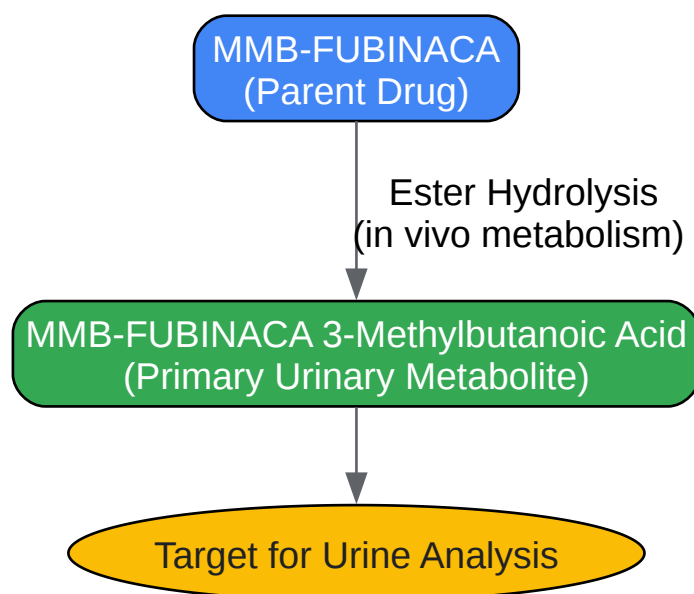 MMB-FUBINACA
(Parent Drug)
Ester Hydrolysis
(in vivo metabolism)
MMB-FUBINACA 3-Methylbutanoic Acid
(Primary Urinary Metabolite)
Target for Urine Analysis